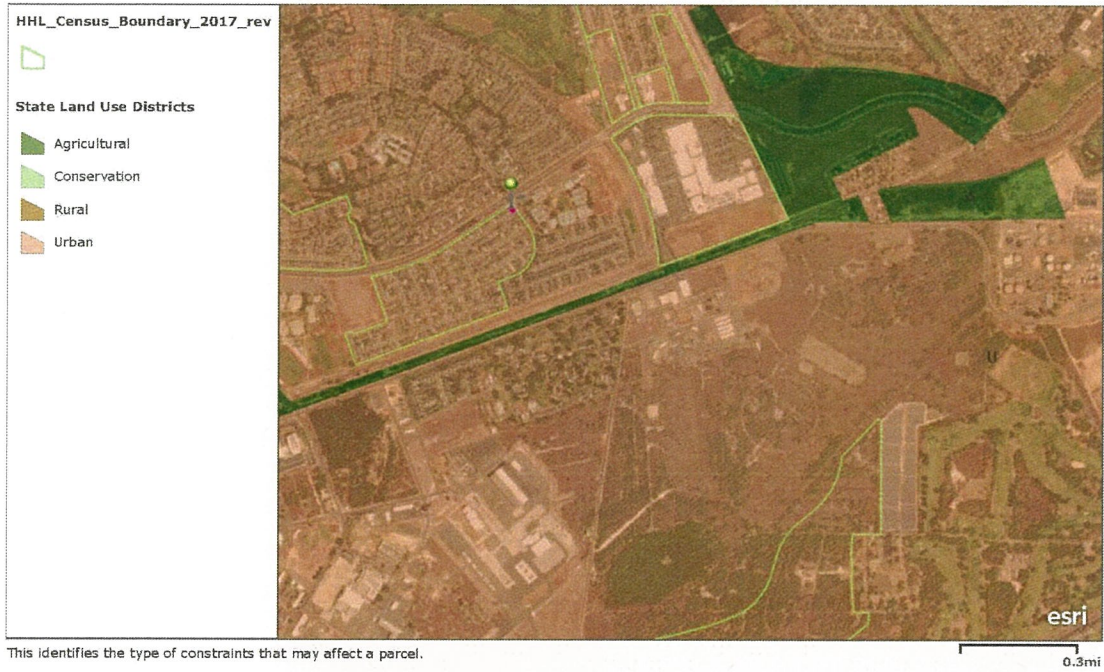 HHL_Census_Boundary_2017_rev
State Land Use Districts
Agricultural
Conservation
Rural
Urban
U
esri
This identifies the type of constraints that may affect a parcel.
0.3mi